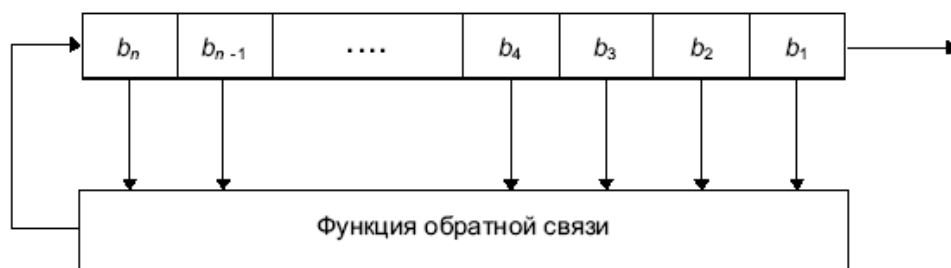 bₙ bₙ₋₁ .... b₄ b₃ b₂ b₁
Функция обратной связи